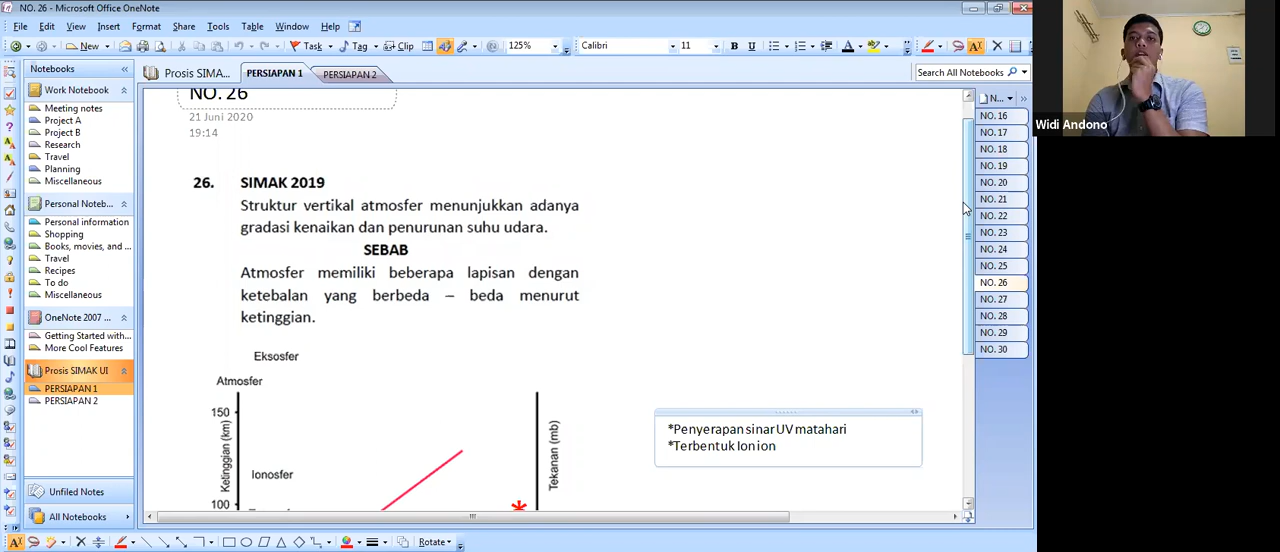 NO. 26 - Microsoft Office OneNote
File Edit View Insert Format Share Tools Table Window Help
New Task Tag Clip 125% Calibri 11 B U A
Notebooks
Work Notebook
Meeting notes
Project A
Project B
Research
Travel
Planning
Miscellaneous
Personal Noteb...
Personal information
Shopping
Books, movies, and ...
Travel
Recipes
To do
Miscellaneous
OneNote 2007 ...
Getting Started with...
More Cool Features
Prosis SIMAK UI
PERSIAPAN 1
PERSIAPAN 2
Unfiled Notes
All Notebooks
Prosis SIMA... PERSIAPAN 1 PERSIAPAN 2
Search All Notebooks
NO. 26
21 Juni 2020
19:14
26. SIMAK 2019
Struktur vertikal atmosfer menunjukkan adanya
gradasi kenaikan dan penurunan suhu udara.
SEBAB
Atmosfer memiliki beberapa lapisan dengan
ketebalan yang berbeda – beda menurut
ketinggian.
Eksosfer
Atmosfer
150
Ketinggian (km)
Ionosfer
100
Tekanan (mb)
*
*Penyerapan sinar UV matahari
*Terbentuk Ion ion
N...
NO. 16
NO. 17
NO. 18
NO. 19
NO. 20
NO. 21
NO. 22
NO. 23
NO. 24
NO. 25
NO. 26
NO. 27
NO. 28
NO. 29
NO. 30
Rotate
Widi Andono